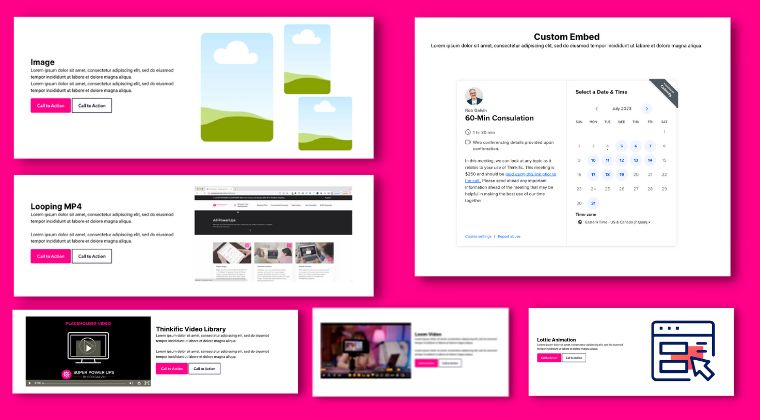 Image
Lorem ipsum dolor sit amet, consectetur adipiscing elit, sed do eiusmod
tempor incididunt ut labore et dolore magna aliqua.
Lorem ipsum dolor sit amet, consectetur adipiscing elit, sed do eiusmod
tempor incididunt ut labore et dolore magna aliqua.
Call to Action
Call to Action
Looping MP4
Lorem ipsum dolor sit amet, consectetur adipiscing elit, sed do eiusmod
tempor incididunt ut labore et dolore magna aliqua.
Lorem ipsum dolor sit amet, consectetur adipiscing elit, sed do eiusmod
tempor incididunt ut labore et dolore magna aliqua.
Call to Action
Call to Action
All Power Ups
Custom Embed
Lorem ipsum dolor sit amet, consectetur adipiscing elit, sed do eiusmod tempor incididunt ut labore et dolore magna aliqua.
Rob Galvin
60-Min Consulation
1 hr 30 min
Web conferencing details provided upon
confirmation.
In this meeting, we can look at any topic as it
relates to your use of Thinkific. This meeting is
$250 and should be paid using this link prior to
the call. Please send ahead any important
information ahead of the meeting that may be
helpful in making the best use of our time
together
Cookie settings
Report abuse
Select a Date & Time
July 2023
SUN MON TUE WED THU FRI SAT
1
2 3 4 5 6 7 8
9 10 11 12 13 14 15
16 17 18 19 20 21 22
23 24 25 26 27 28 29
30 31
Time zone
Eastern Time - US & Canada
PLACEHOLDER VIDEO
SUPER POWER UPS
Thinkific Video Library
Lorem ipsum dolor sit amet, consectetur adipiscing elit, sed do eiusmod
tempor incididunt ut labore et dolore magna aliqua.
Lorem ipsum dolor sit amet, consectetur adipiscing elit, sed do eiusmod
tempor incididunt ut labore et dolore magna aliqua.
Call to Action
Call to Action
Loom Video
Lottie Animation
Call to Action
Call to Action